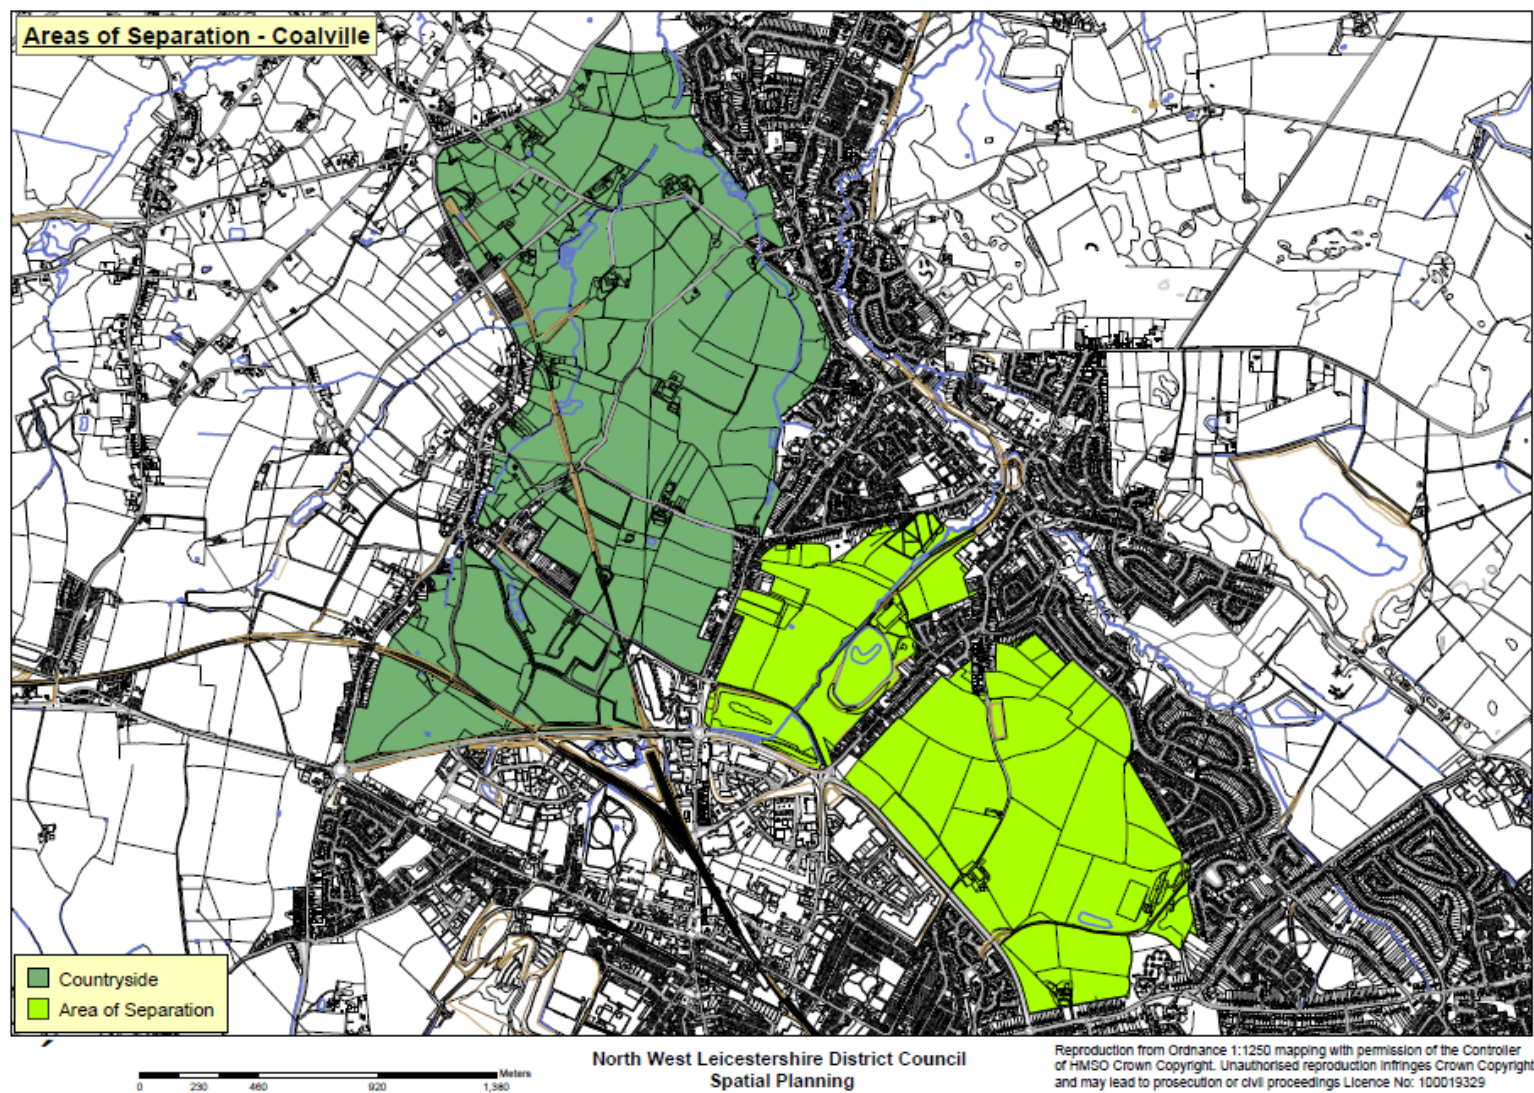 Areas of Separation - Coalville
Countryside
Area of Separation
Meters
0 230 460 920 1,380
North West Leicestershire District Council
Spatial Planning
Reproduction from Ordnance 1:1250 mapping with permission of the Controller
of HMSO Crown Copyright. Unauthorised reproduction infringes Crown Copyright
and may lead to prosecution or civil proceedings Licence No: 100019329